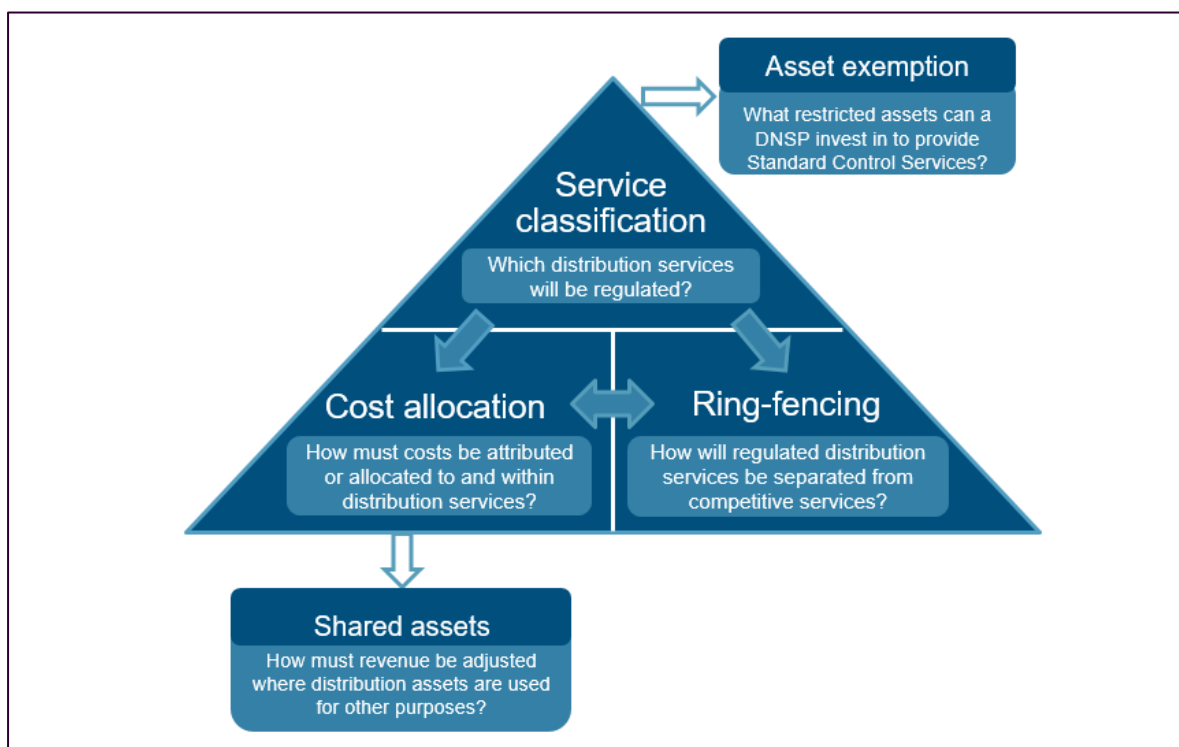 Asset exemption
What restricted assets can a
DNSP invest in to provide
Standard Control Services?
Service
classification
Which distribution services
will be regulated?
Cost allocation
How must costs be attributed
or allocated to and within
distribution services?
Ring-fencing
How will regulated distribution
services be separated from
competitive services?
Shared assets
How must revenue be adjusted
where distribution assets are used
for other purposes?